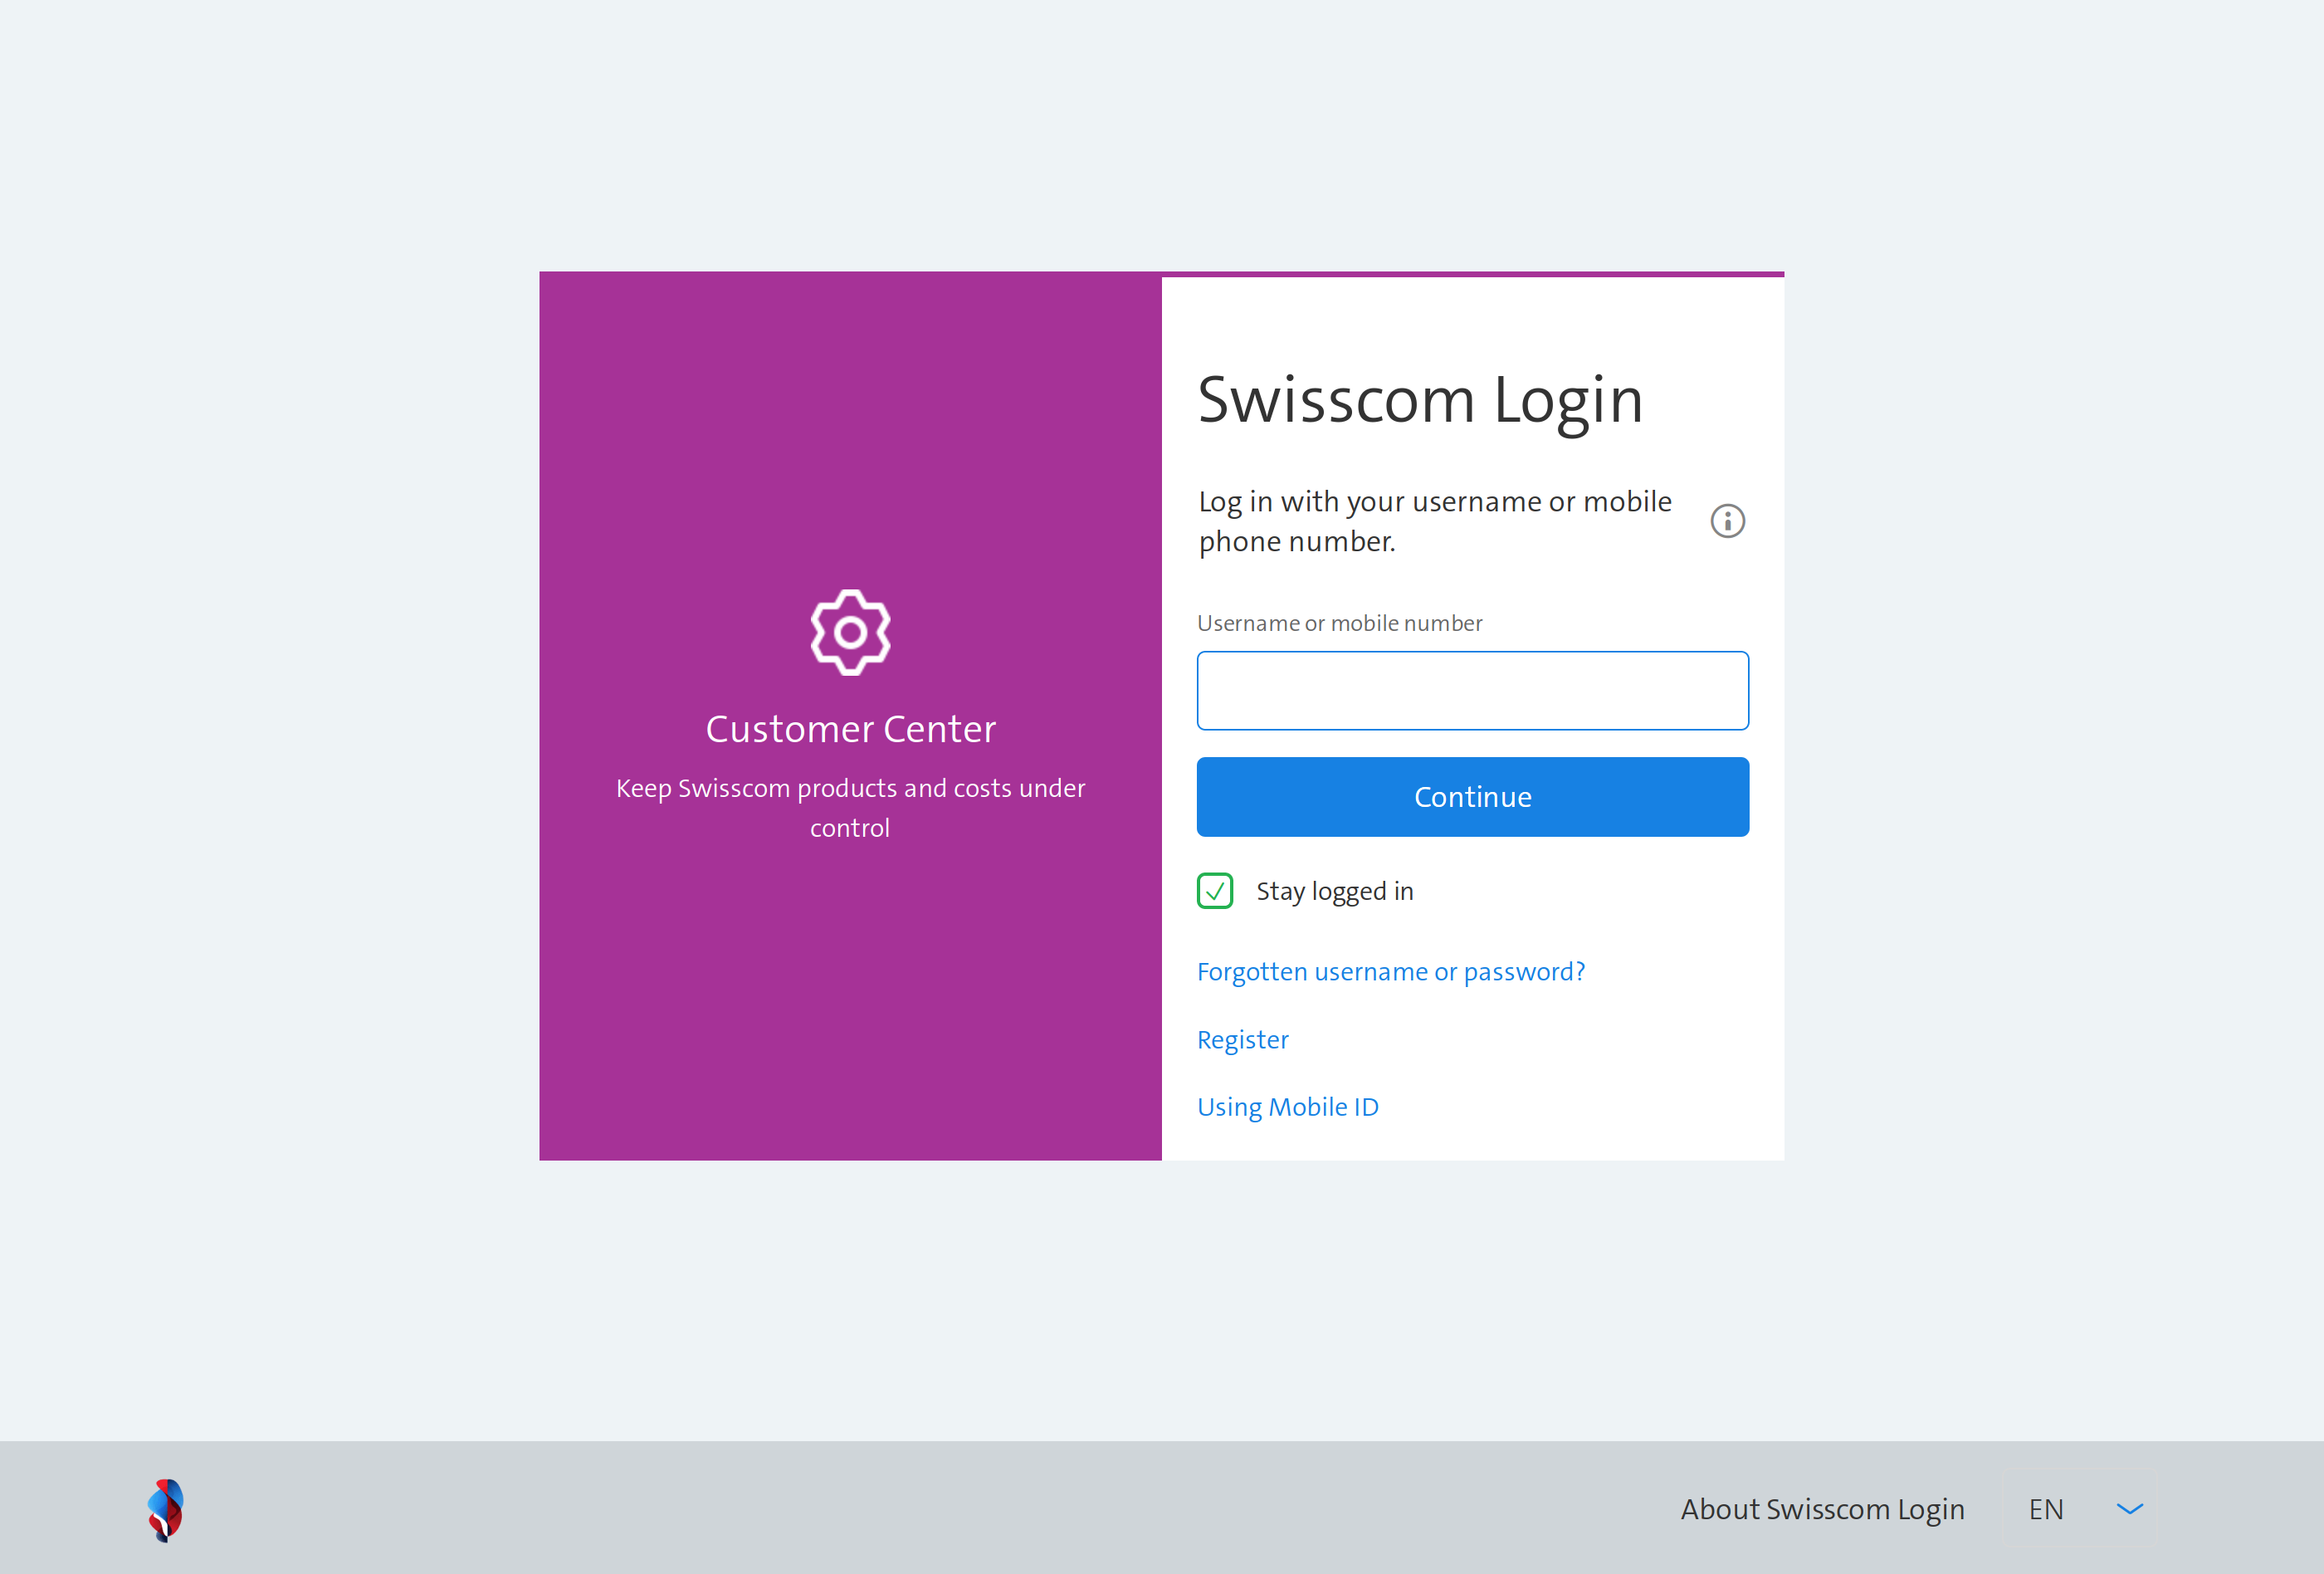 Customer Center
Keep Swisscom products and costs under
control
Swisscom Login
Log in with your username or mobile
phone number.
Username or mobile number
Continue
Stay logged in
Forgotten username or password?
Register
Using Mobile ID
About Swisscom Login
EN